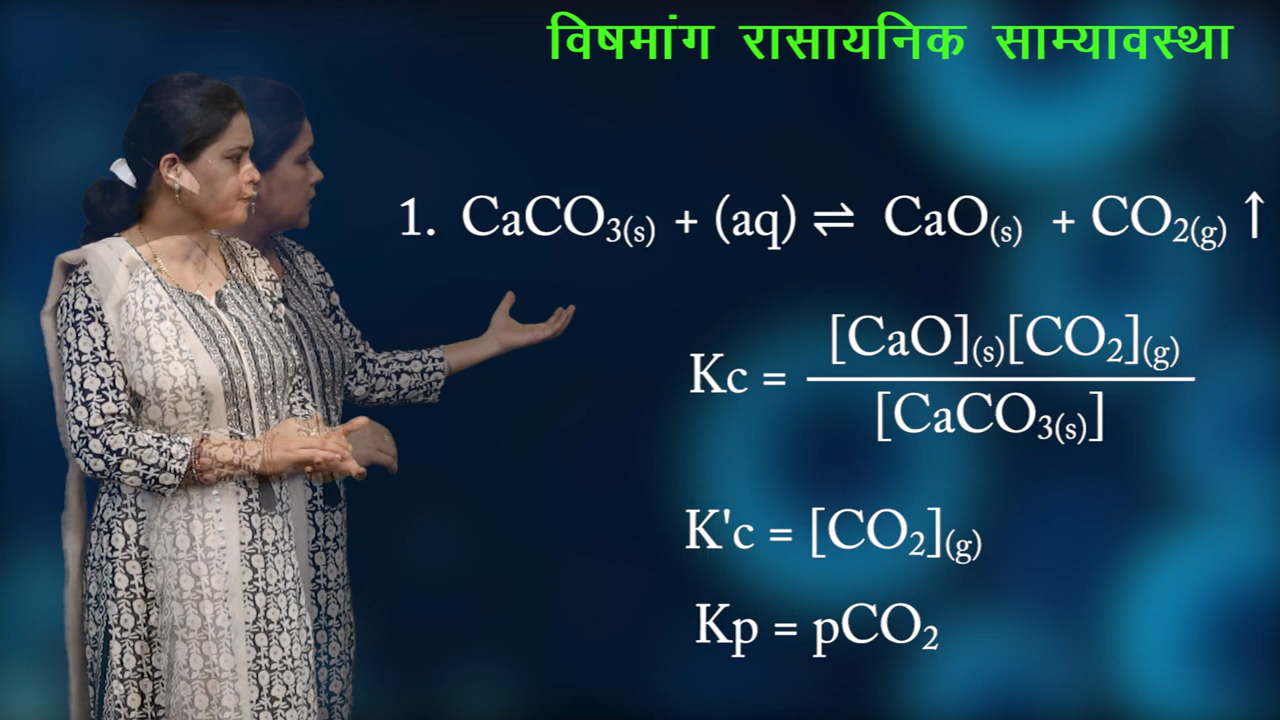 विषमांग रासायनिक साम्यावस्था
1. CaCO₃₍ₛ₎ + (aq) ⇌ CaO₍ₛ₎ + CO₂₍g₎ ↑
Kc = [CaO]₍ₛ₎[CO₂]₍g₎ / [CaCO₃₍ₛ₎]
K'c = [CO₂]₍g₎
Kp = pCO₂